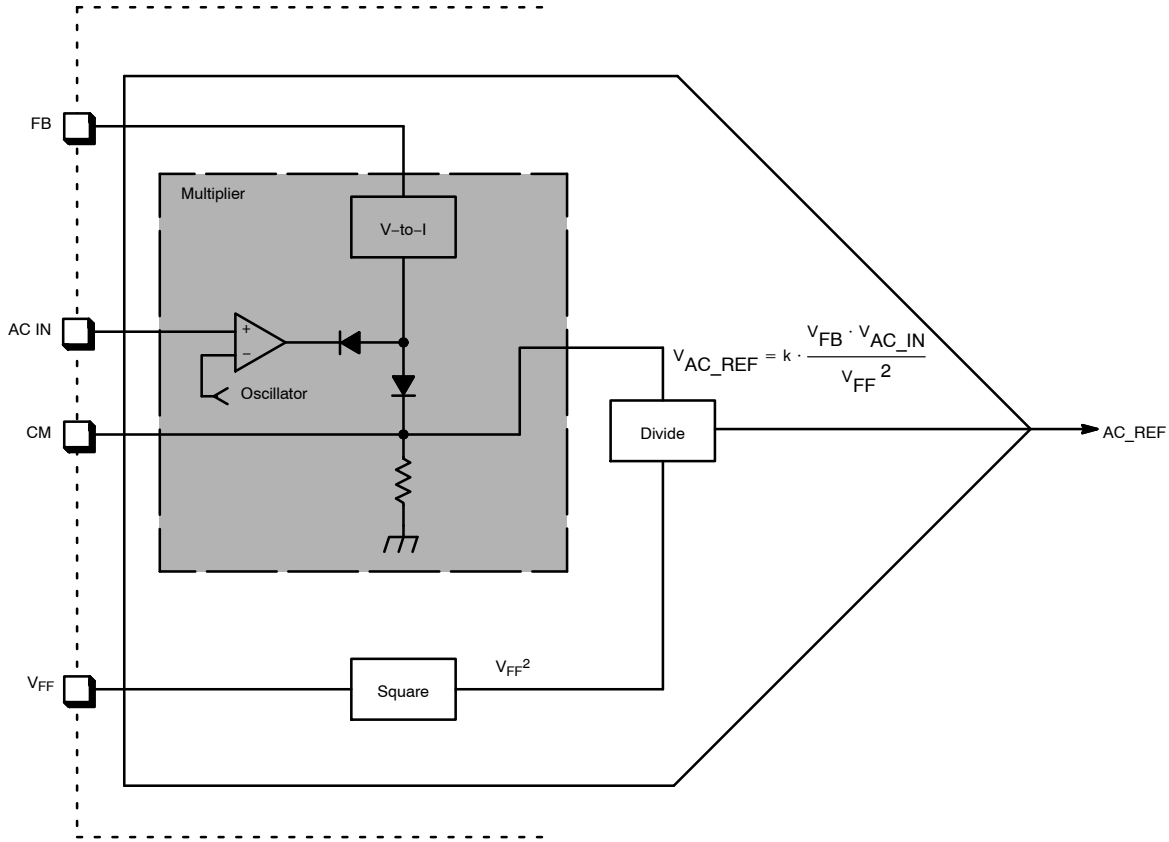 FB
Multiplier
V-to-I
AC IN
+
−
Oscillator
V_AC_REF = k · V_FB · V_AC_IN / V_FF^2
CM
Divide
AC_REF
V_FF
Square
V_FF^2